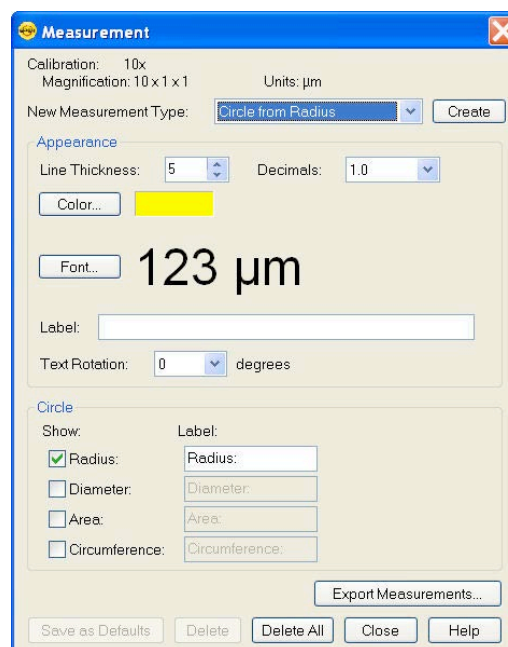 Measurement
Calibration: 10x
Magnification: 10 x 1 x 1 Units: µm
New Measurement Type: Circle from Radius Create
Appearance
Line Thickness: 5 Decimals: 1.0
Color...
Font... 123 µm
Label:
Text Rotation: 0 degrees
Circle
Show: Label:
Radius: Radius:
Diameter: Diameter:
Area: Area:
Circumference: Circumference:
Export Measurements...
Save as Defaults Delete Delete All Close Help